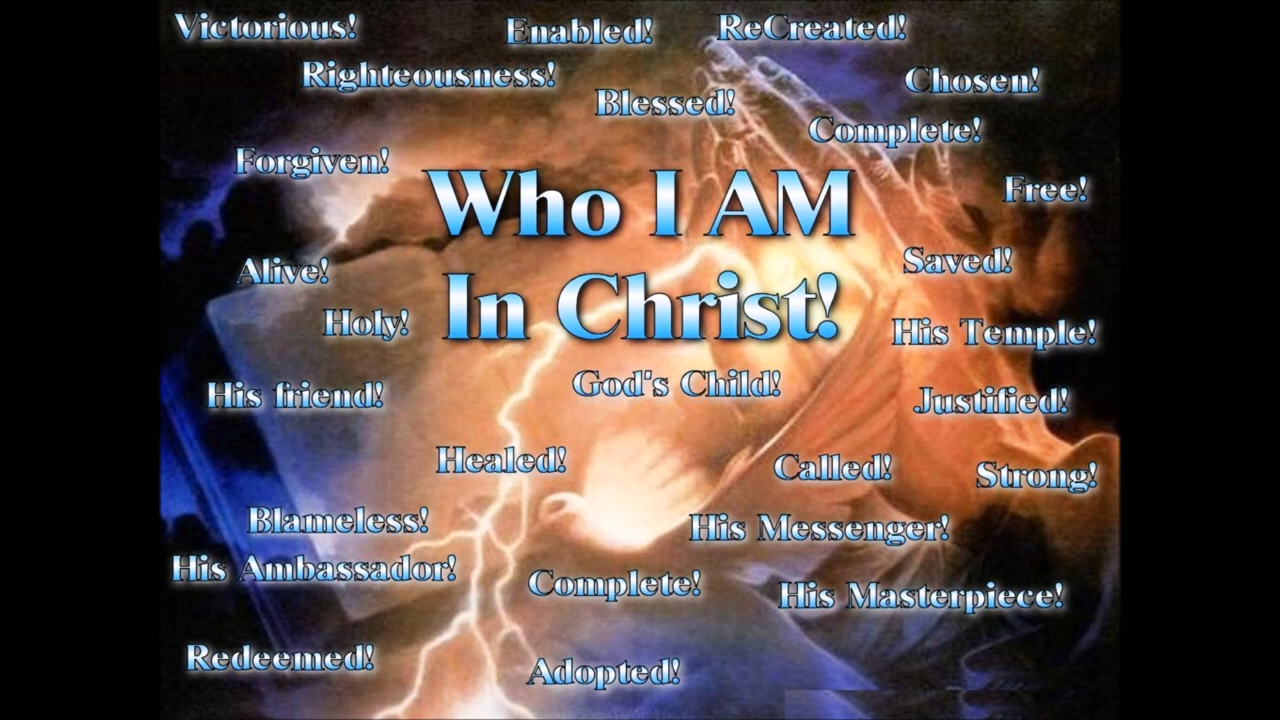 Victorious!
Enabled!
ReCreated!
Righteousness!
Chosen!
Blessed!
Complete!
Forgiven!
Free!
Who I AM
In Christ!
Alive!
Saved!
Holy!
His Temple!
His friend!
God's Child!
Justified!
Healed!
Called!
Strong!
Blameless!
His Messenger!
His Ambassador!
Complete!
His Masterpiece!
Redeemed!
Adopted!